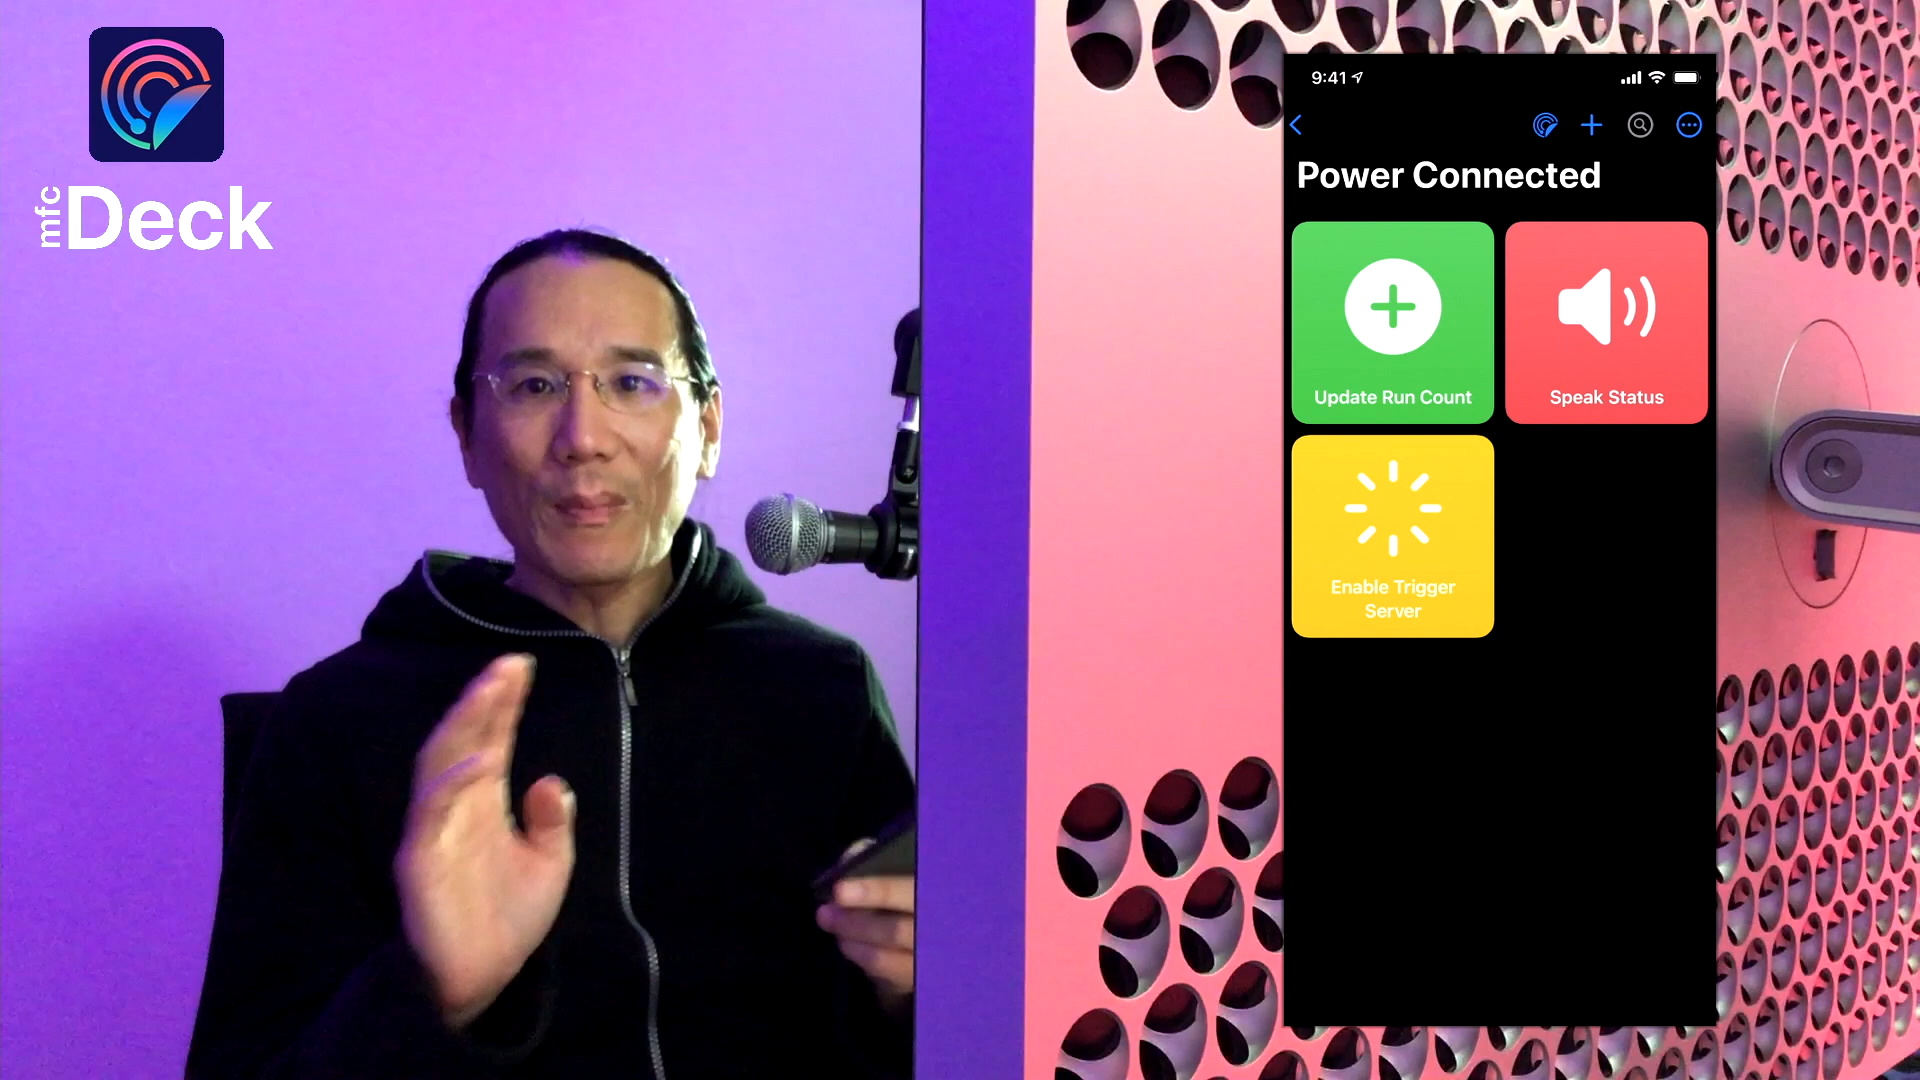 mfc Deck
9:41
Power Connected
Update Run Count
Speak Status
Enable Trigger
Server